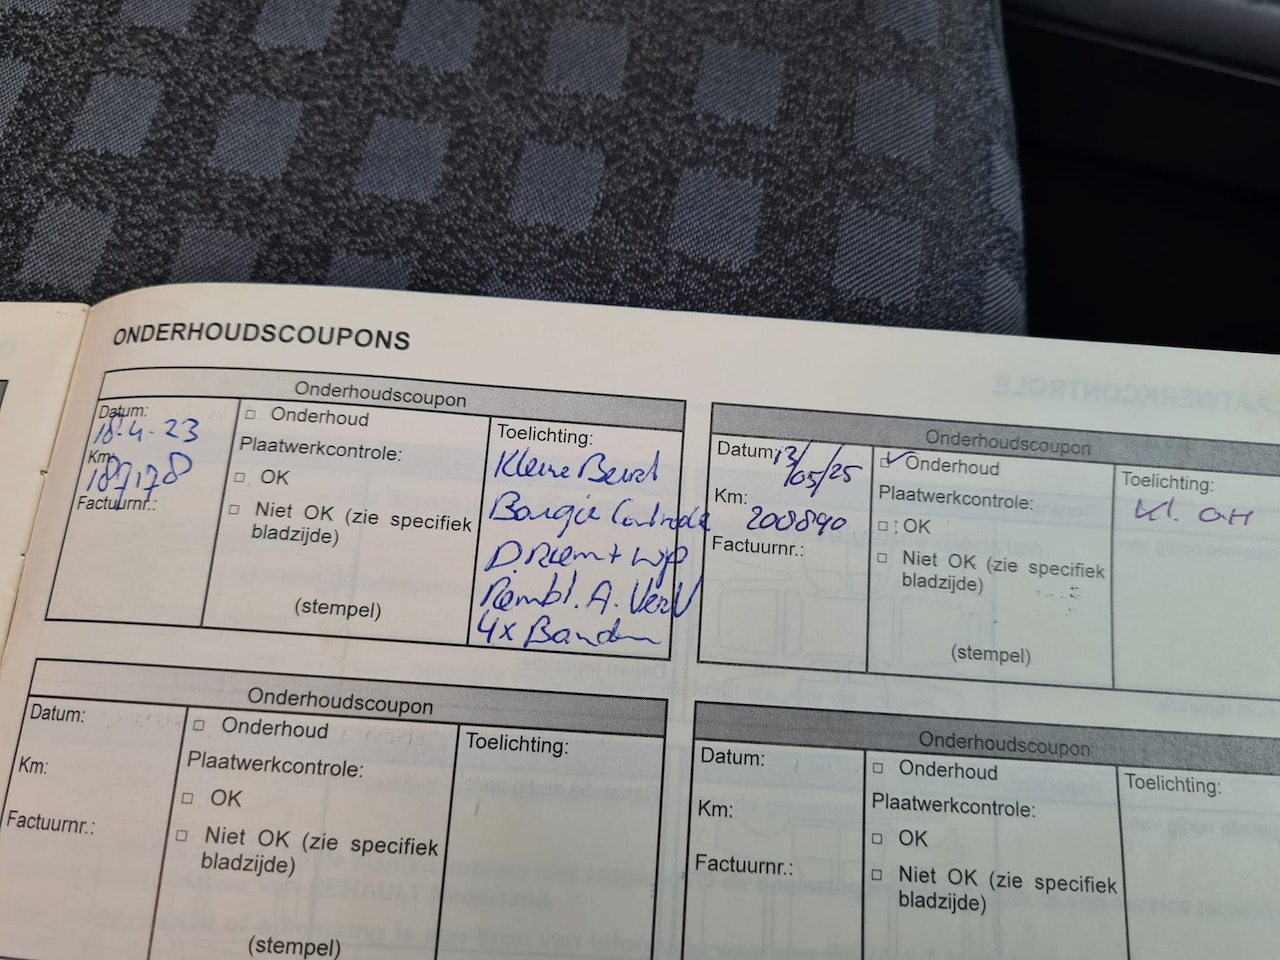 ONDERHOUDSCOUPONS
Onderhoudscoupon
Datum:
18.4.23
Km:
187178
Factuurnr.:
□ Onderhoud
Plaatwerkcontrole:
□ OK
□ Niet OK (zie specifiek
bladzijde)
(stempel)
Toelichting:
Kleine Beurt
Bougie Controle
D.Riem + WP
Rembl. A. Verv
4x Banden
Onderhoudscoupon
Datum:
13/05/25
Km:
200890
Factuurnr.:
☑ Onderhoud
Plaatwerkcontrole:
□ OK
□ Niet OK (zie specifiek
bladzijde)
(stempel)
Toelichting:
Kl. OH
Onderhoudscoupon
Datum:
Km:
Factuurnr.:
□ Onderhoud
Plaatwerkcontrole:
□ OK
□ Niet OK (zie specifiek
bladzijde)
(stempel)
Toelichting:
Onderhoudscoupon
Datum:
Km:
Factuurnr.:
□ Onderhoud
Plaatwerkcontrole:
□ OK
□ Niet OK (zie specifiek
bladzijde)
Toelichting: